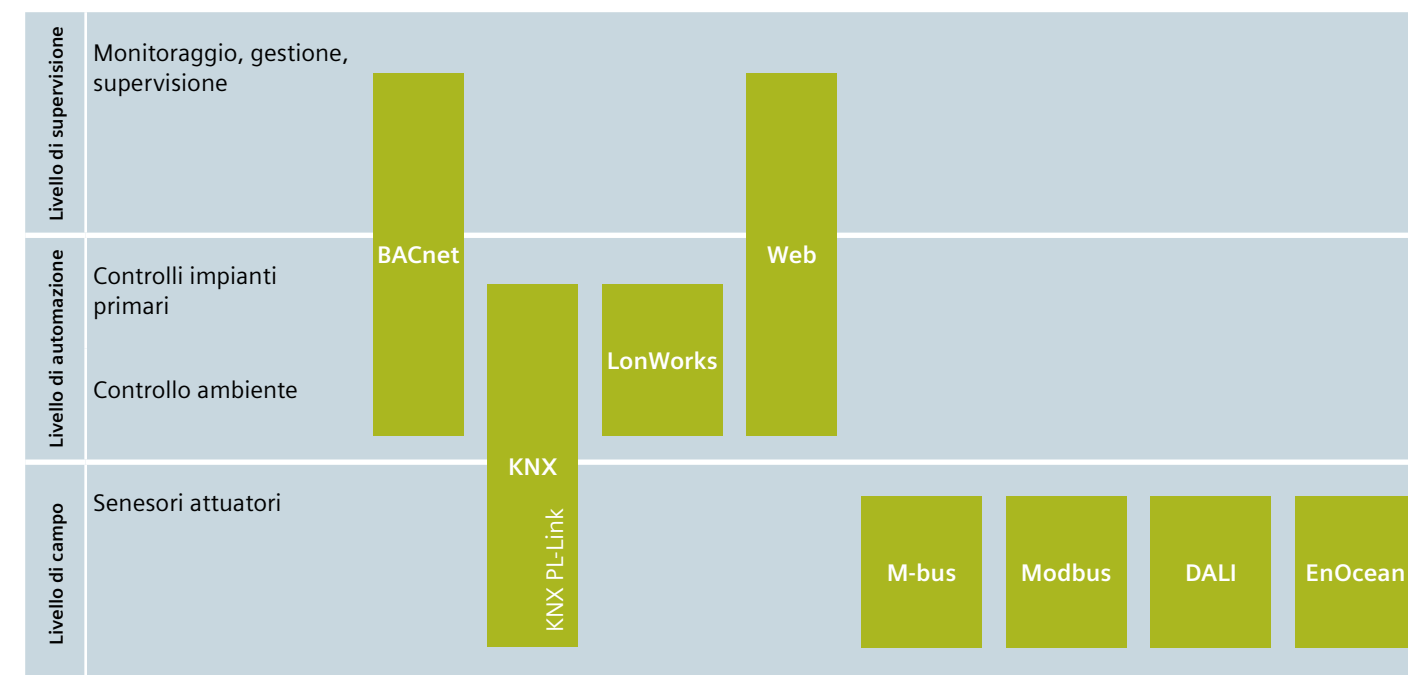 Livello di supervisione
Monitoraggio, gestione,
supervisione
BACnet
Web
Livello di automazione
Controlli impianti
primari
LonWorks
Controllo ambiente
KNX
KNX PL-Link
Livello di campo
Senesori attuatori
M-bus
Modbus
DALI
EnOcean